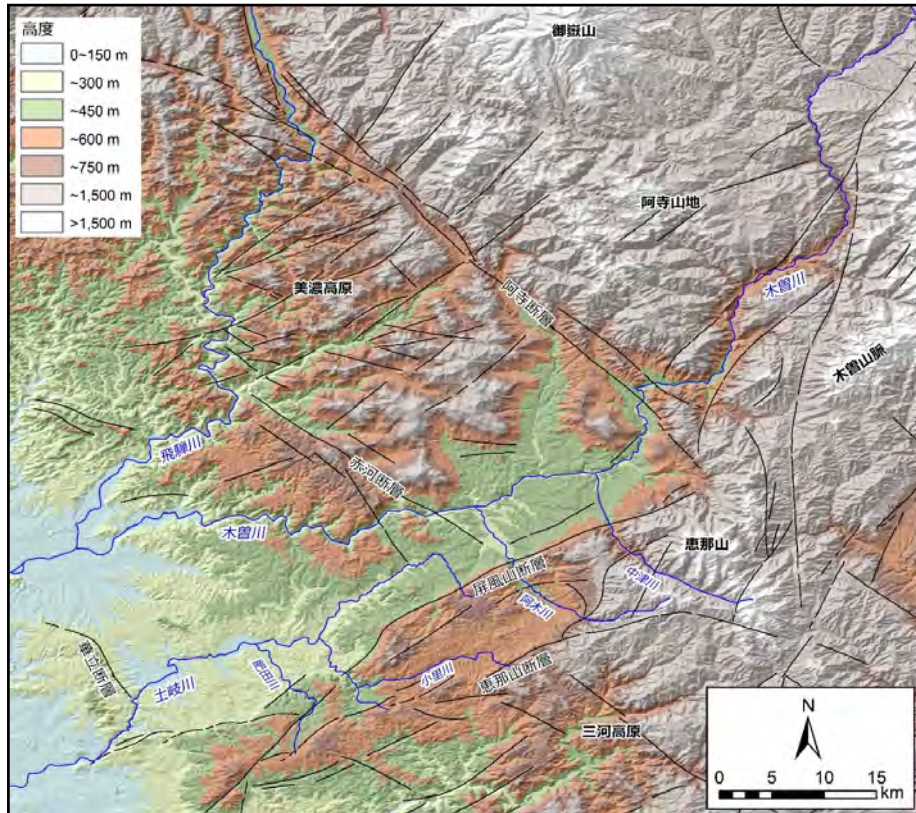 高度
0~150 m
~300 m
~450 m
~600 m
~750 m
~1,500 m
>1,500 m
御嶽山
阿寺山地
美濃高原
阿寺断層
木曽川
木曽山脈
飛驒川
赤河断層
木曽川
恵那山
屏風山断層
中津川
阿木川
華立断層
土岐川
肥田川
小里川
恵那山断層
三河高原
N
0 5 10 15
km